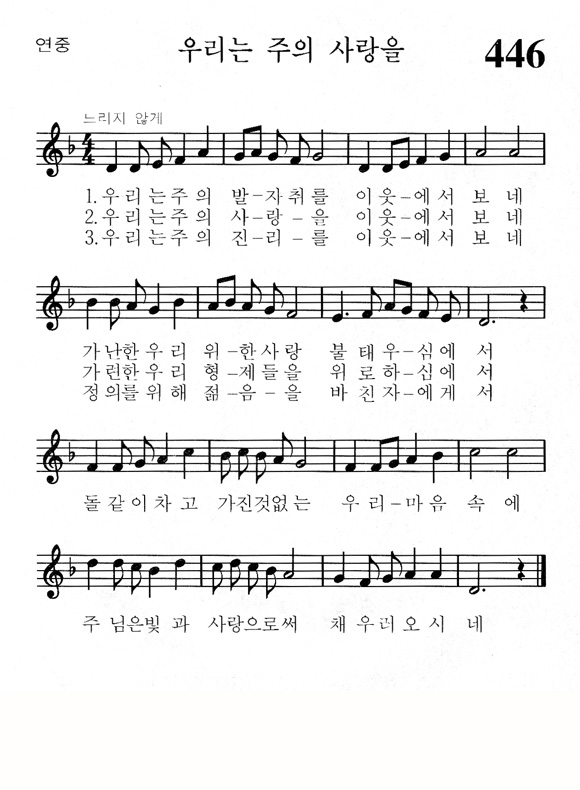 연중
우리는 주의 사랑을
446
느리지 않게
1.우리는주의 발-자취를 이웃-에서 보네
2.우리는주의 사-랑-을 이웃-에서 보네
3.우리는주의 진-리-를 이웃-에서 보네
가난한우리 위-한사랑 불태우-심에 서
가련한우리 형-제들을 위로하-심에 서
정의를위해 젊-음-을 바친자-에게 서
돌같이차고 가진것없는 우리-마음 속에
주님은빛과 사랑으로써 채우러오시 네